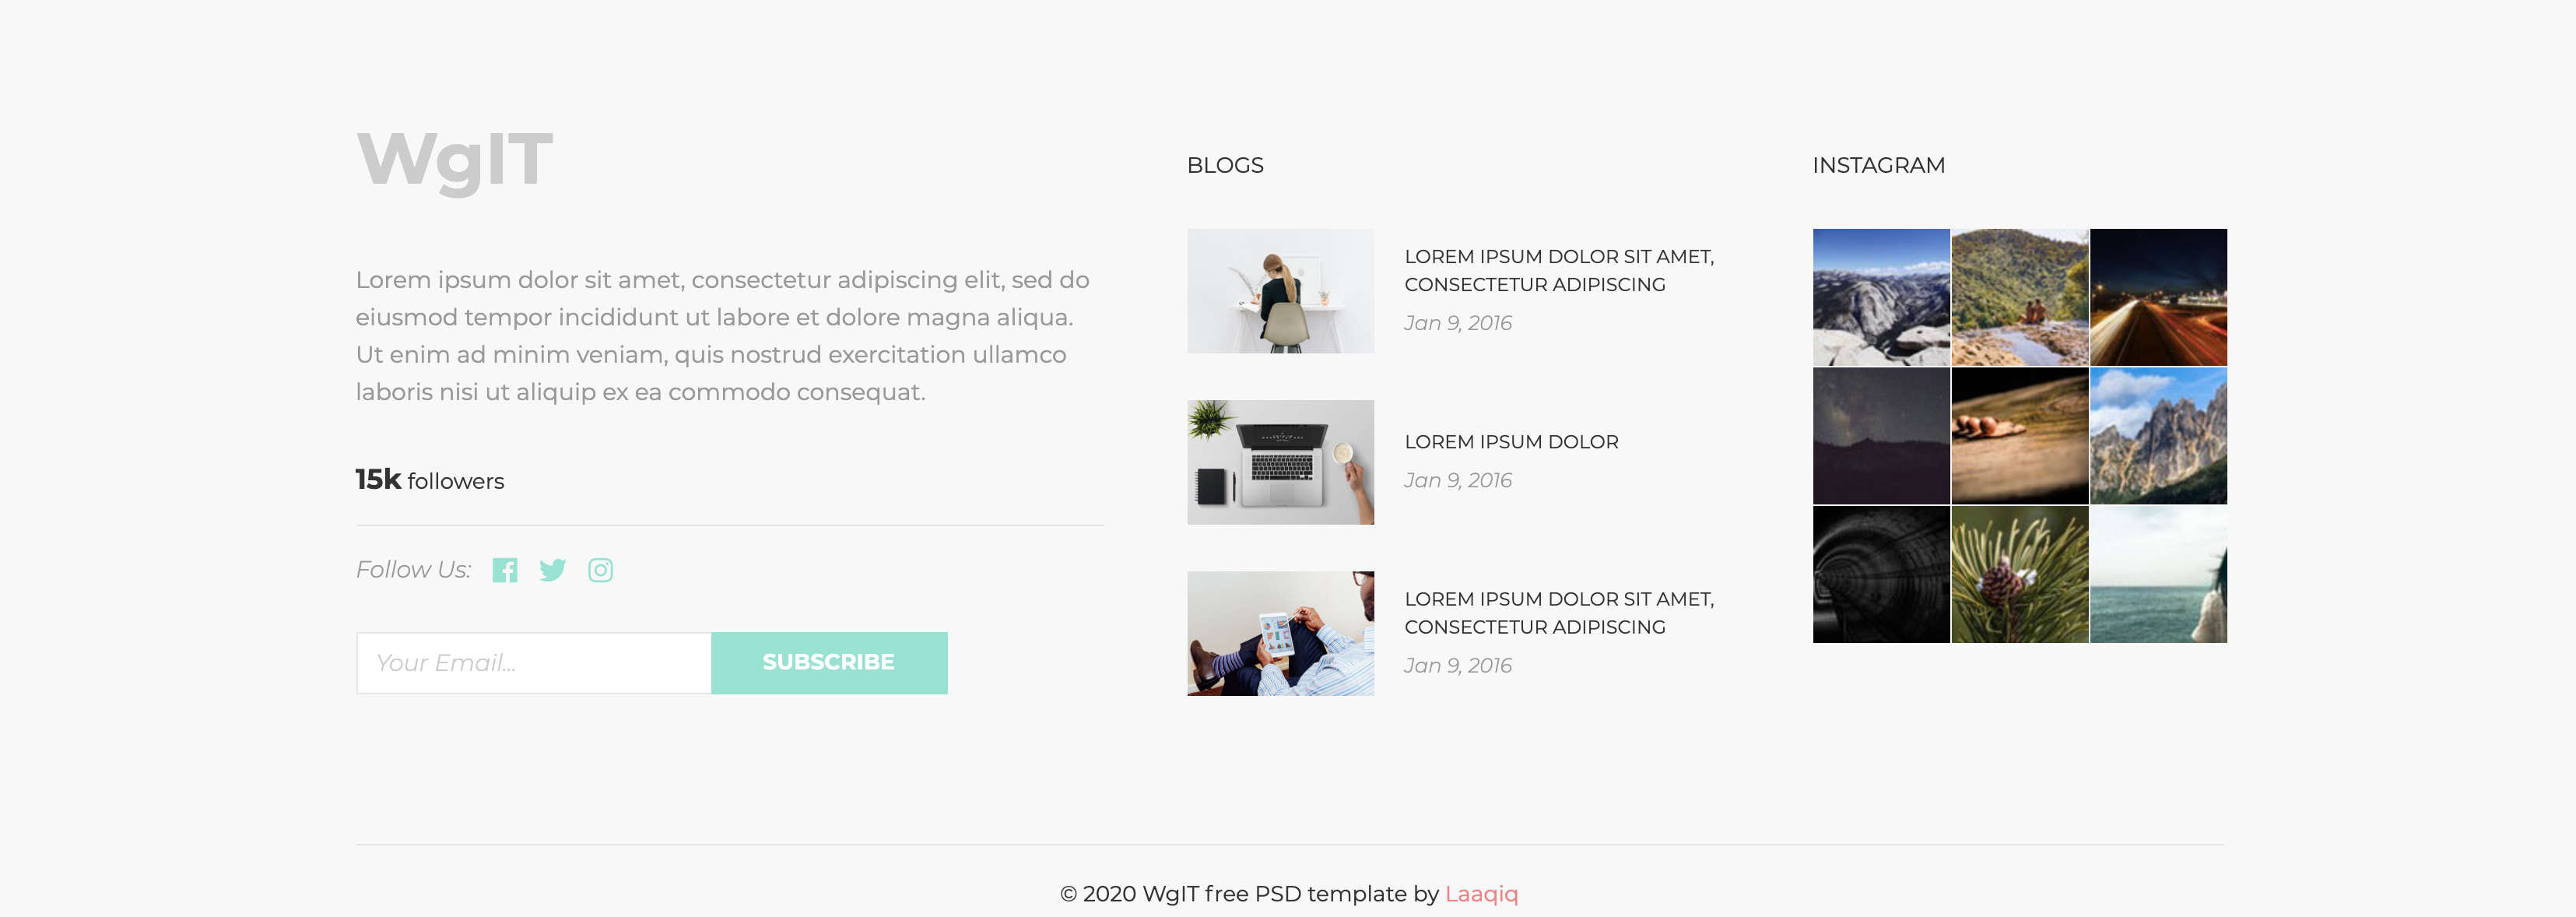 WgIT
Lorem ipsum dolor sit amet, consectetur adipiscing elit, sed do
eiusmod tempor incididunt ut labore et dolore magna aliqua.
Ut enim ad minim veniam, quis nostrud exercitation ullamco
laboris nisi ut aliquip ex ea commodo consequat.
15k followers
Follow Us:
Your Email...
SUBSCRIBE
BLOGS
LOREM IPSUM DOLOR SIT AMET,
CONSECTETUR ADIPISCING
Jan 9, 2016
LOREM IPSUM DOLOR
Jan 9, 2016
LOREM IPSUM DOLOR SIT AMET,
CONSECTETUR ADIPISCING
Jan 9, 2016
INSTAGRAM
© 2020 WgIT free PSD template by Laaqiq